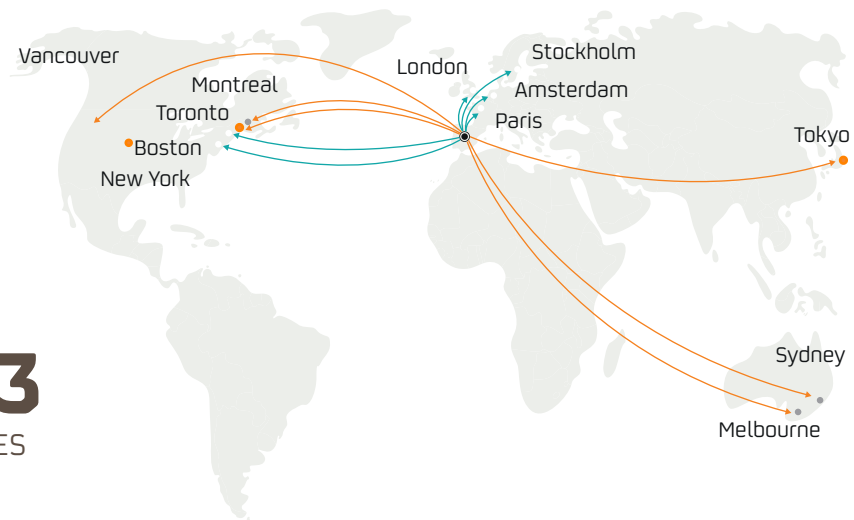 Vancouver
London
Stockholm
Montreal
Amsterdam
Toronto
Paris
Tokyo
Boston
New York
Sydney
3
ES
Melbourne